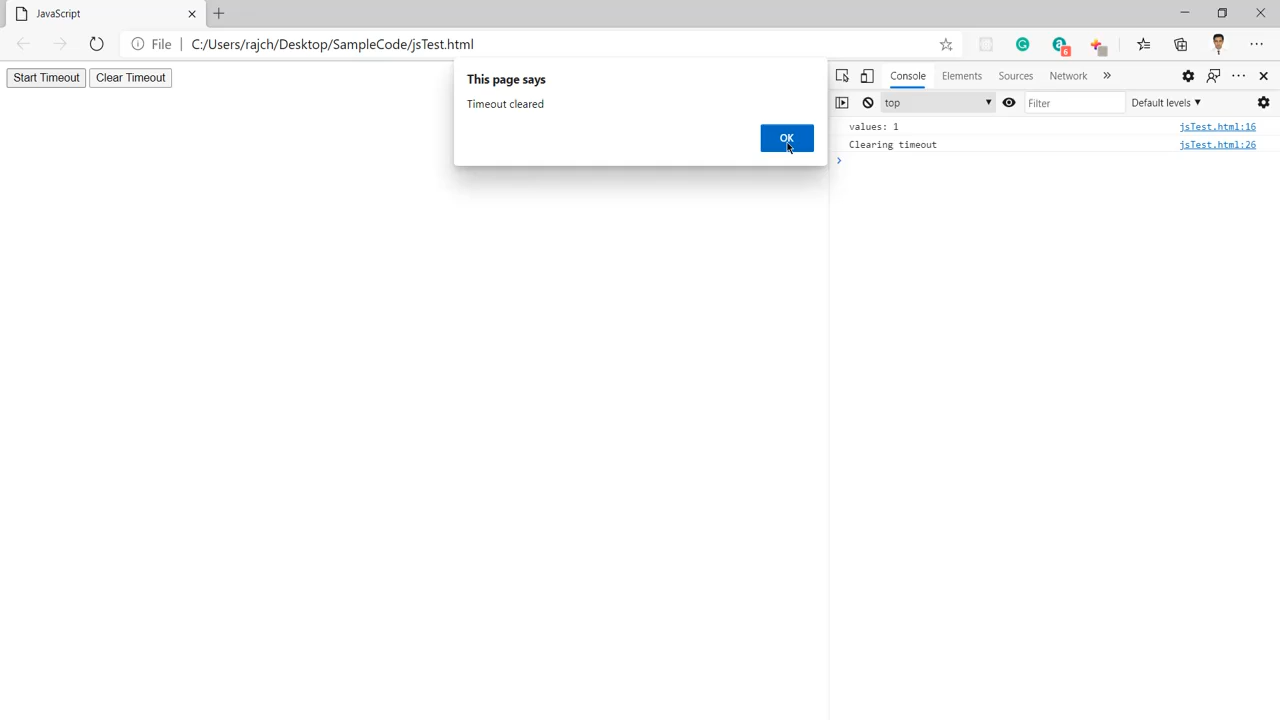 JavaScript
File C:/Users/rajch/Desktop/SampleCode/jsTest.html
a 6
Start Timeout Clear Timeout
This page says
Timeout cleared
OK
Console Elements Sources Network
top Filter Default levels
values: 1 jsTest.html:16
Clearing timeout jsTest.html:26